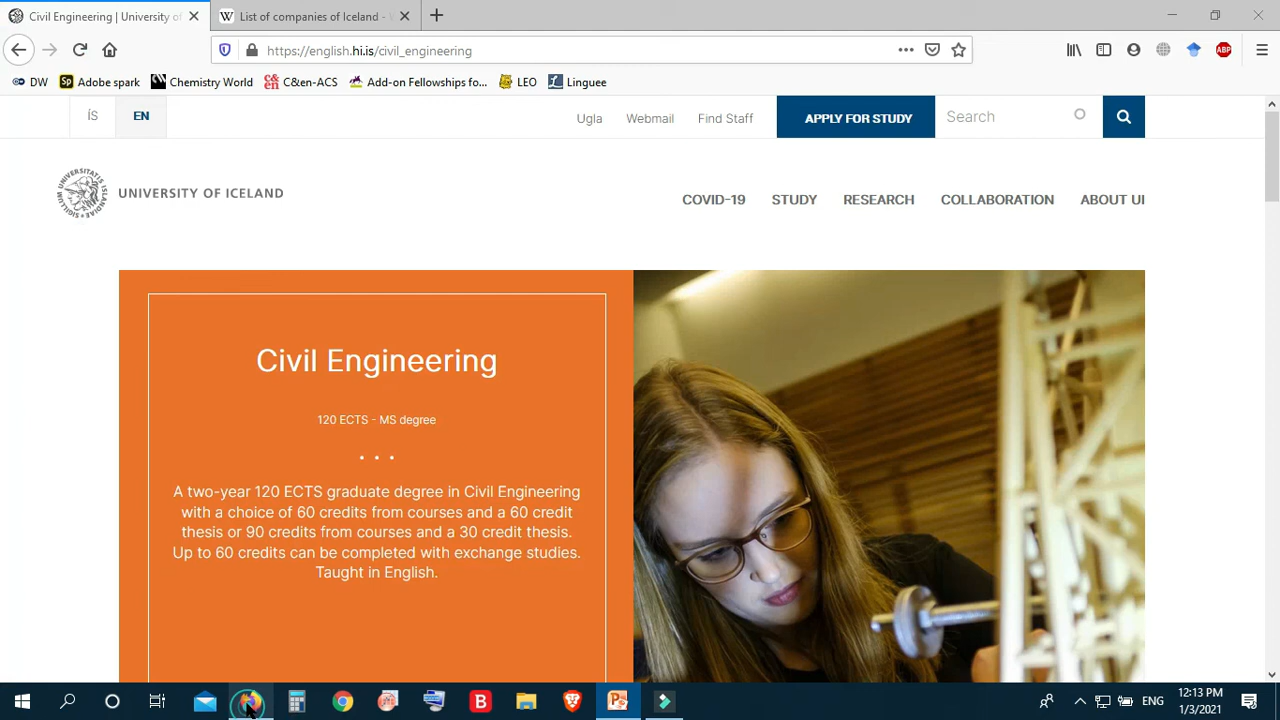 Civil Engineering | University of
List of companies of Iceland -
https://english.hi.is/civil_engineering
DW
Adobe spark
Chemistry World
C&en-ACS
Add-on Fellowships fo...
LEO
Linguee
ÍS
EN
Ugla
Webmail
Find Staff
APPLY FOR STUDY
Search
UNIVERSITY OF ICELAND
COVID-19
STUDY
RESEARCH
COLLABORATION
ABOUT UI
Civil Engineering
120 ECTS - MS degree
A two-year 120 ECTS graduate degree in Civil Engineering
with a choice of 60 credits from courses and a 60 credit
thesis or 90 credits from courses and a 30 credit thesis.
Up to 60 credits can be completed with exchange studies.
Taught in English.
ENG
12:13 PM
1/3/2021